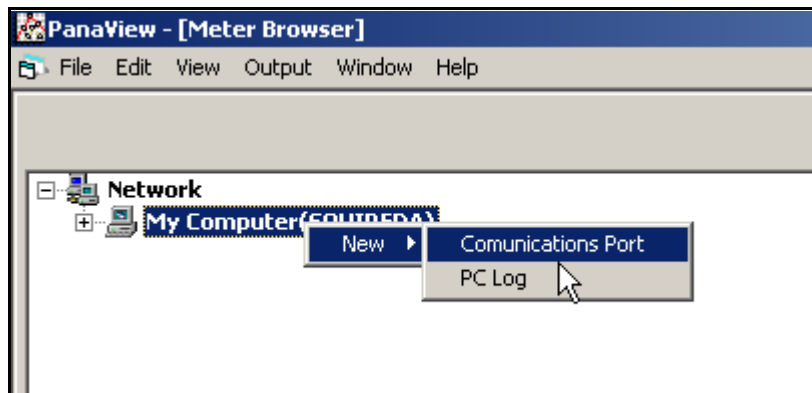 PanaView - [Meter Browser]
File Edit View Output Window Help
Network
My Computer(
New Comunications Port
PC Log